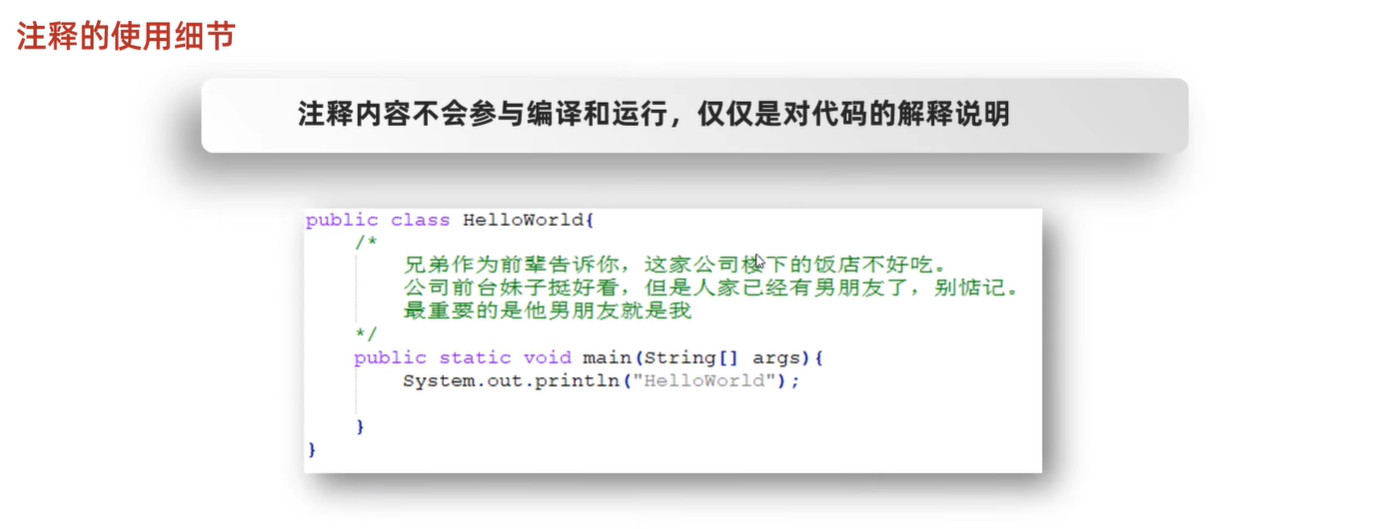 注释的使用细节
注释内容不会参与编译和运行，仅仅是对代码的解释说明
public class HelloWorld{
/*
兄弟作为前辈告诉你，这家公司楼下的饭店不好吃。
公司前台妹子挺好看，但是人家已经有男朋友了，别惦记。
最重要的是他男朋友就是我
*/
public static void main(String[] args){
System.out.println("HelloWorld");
}
}